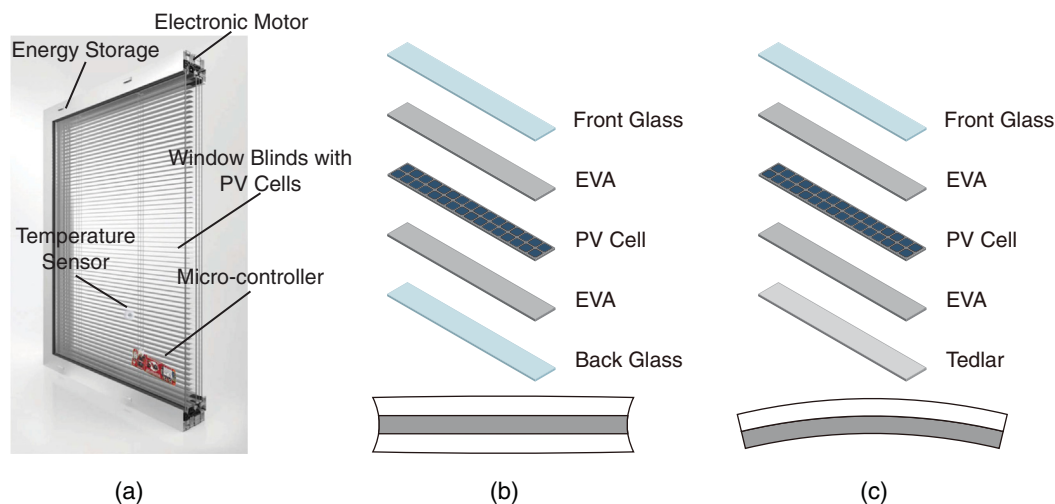 Electronic Motor
Energy Storage
Window Blinds with
PV Cells
Temperature
Sensor
Micro-controller
(a)
Front Glass
EVA
PV Cell
EVA
Back Glass
(b)
Front Glass
EVA
PV Cell
EVA
Tedlar
(c)